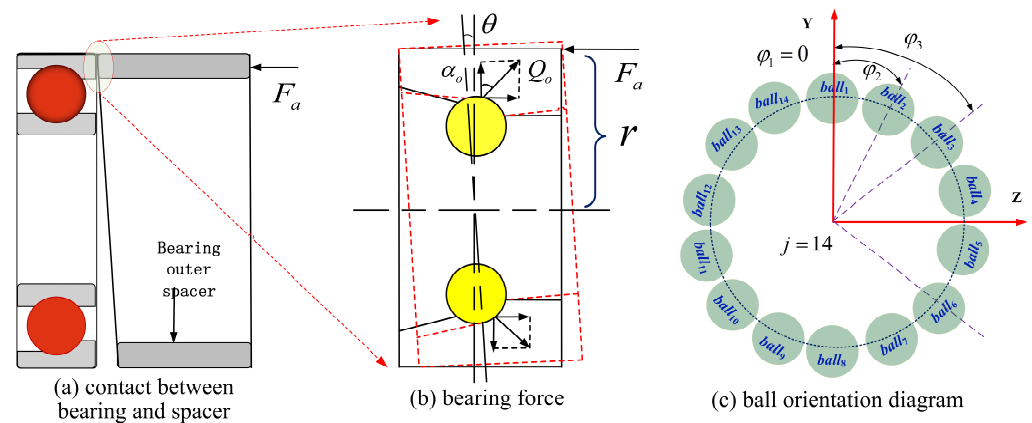 F_a
Bearing
outer
spacer
(a) contact between
bearing and spacer
θ
α_o
Q_o
F_a
r
(b) bearing force
Y
φ_1 = 0
φ_2
φ_3
Z
j = 14
ball_1
ball_2
ball_3
ball_4
ball_5
ball_6
ball_7
ball_8
ball_9
ball_10
ball_11
ball_12
ball_13
ball_14
(c) ball orientation diagram